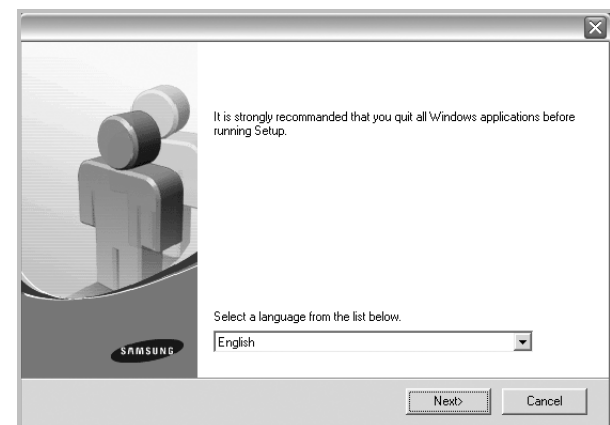 It is strongly recommanded that you quit all Windows applications before
running Setup.
Select a language from the list below.
English
SAMSUNG
Next>
Cancel